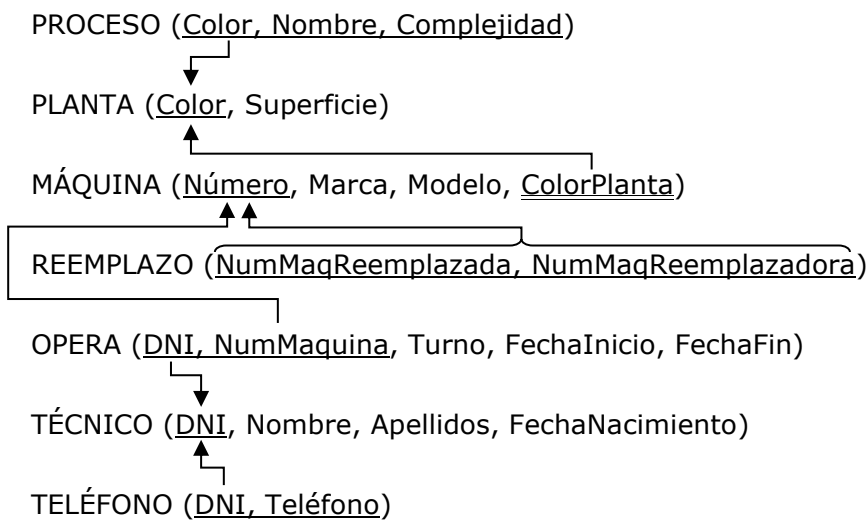 PROCESO (Color, Nombre, Complejidad)
PLANTA (Color, Superficie)
MÁQUINA (Número, Marca, Modelo, ColorPlanta)
REEMPLAZO (NumMaqReemplazada, NumMaqReemplazadora)
OPERA (DNI, NumMaquina, Turno, FechaInicio, FechaFin)
TÉCNICO (DNI, Nombre, Apellidos, FechaNacimiento)
TELÉFONO (DNI, Teléfono)